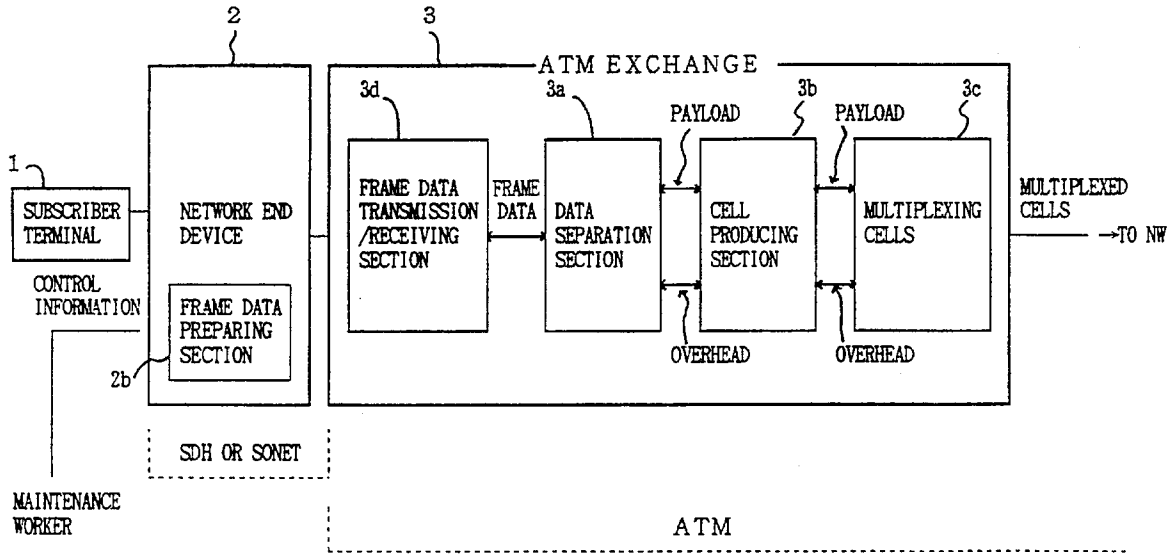 2
3
ATM EXCHANGE
3d
3a
PAYLOAD
3b
PAYLOAD
3c
1
SUBSCRIBER
TERMINAL
NETWORK END
DEVICE
FRAME DATA
TRANSMISSION
/RECEIVING
SECTION
FRAME
DATA
DATA
SEPARATION
SECTION
CELL
PRODUCING
SECTION
MULTIPLEXING
CELLS
MULTIPLEXED
CELLS
TO NW
CONTROL
INFORMATION
FRAME DATA
PREPARING
SECTION
2b
OVERHEAD
OVERHEAD
SDH OR SONET
MAINTENANCE
WORKER
ATM